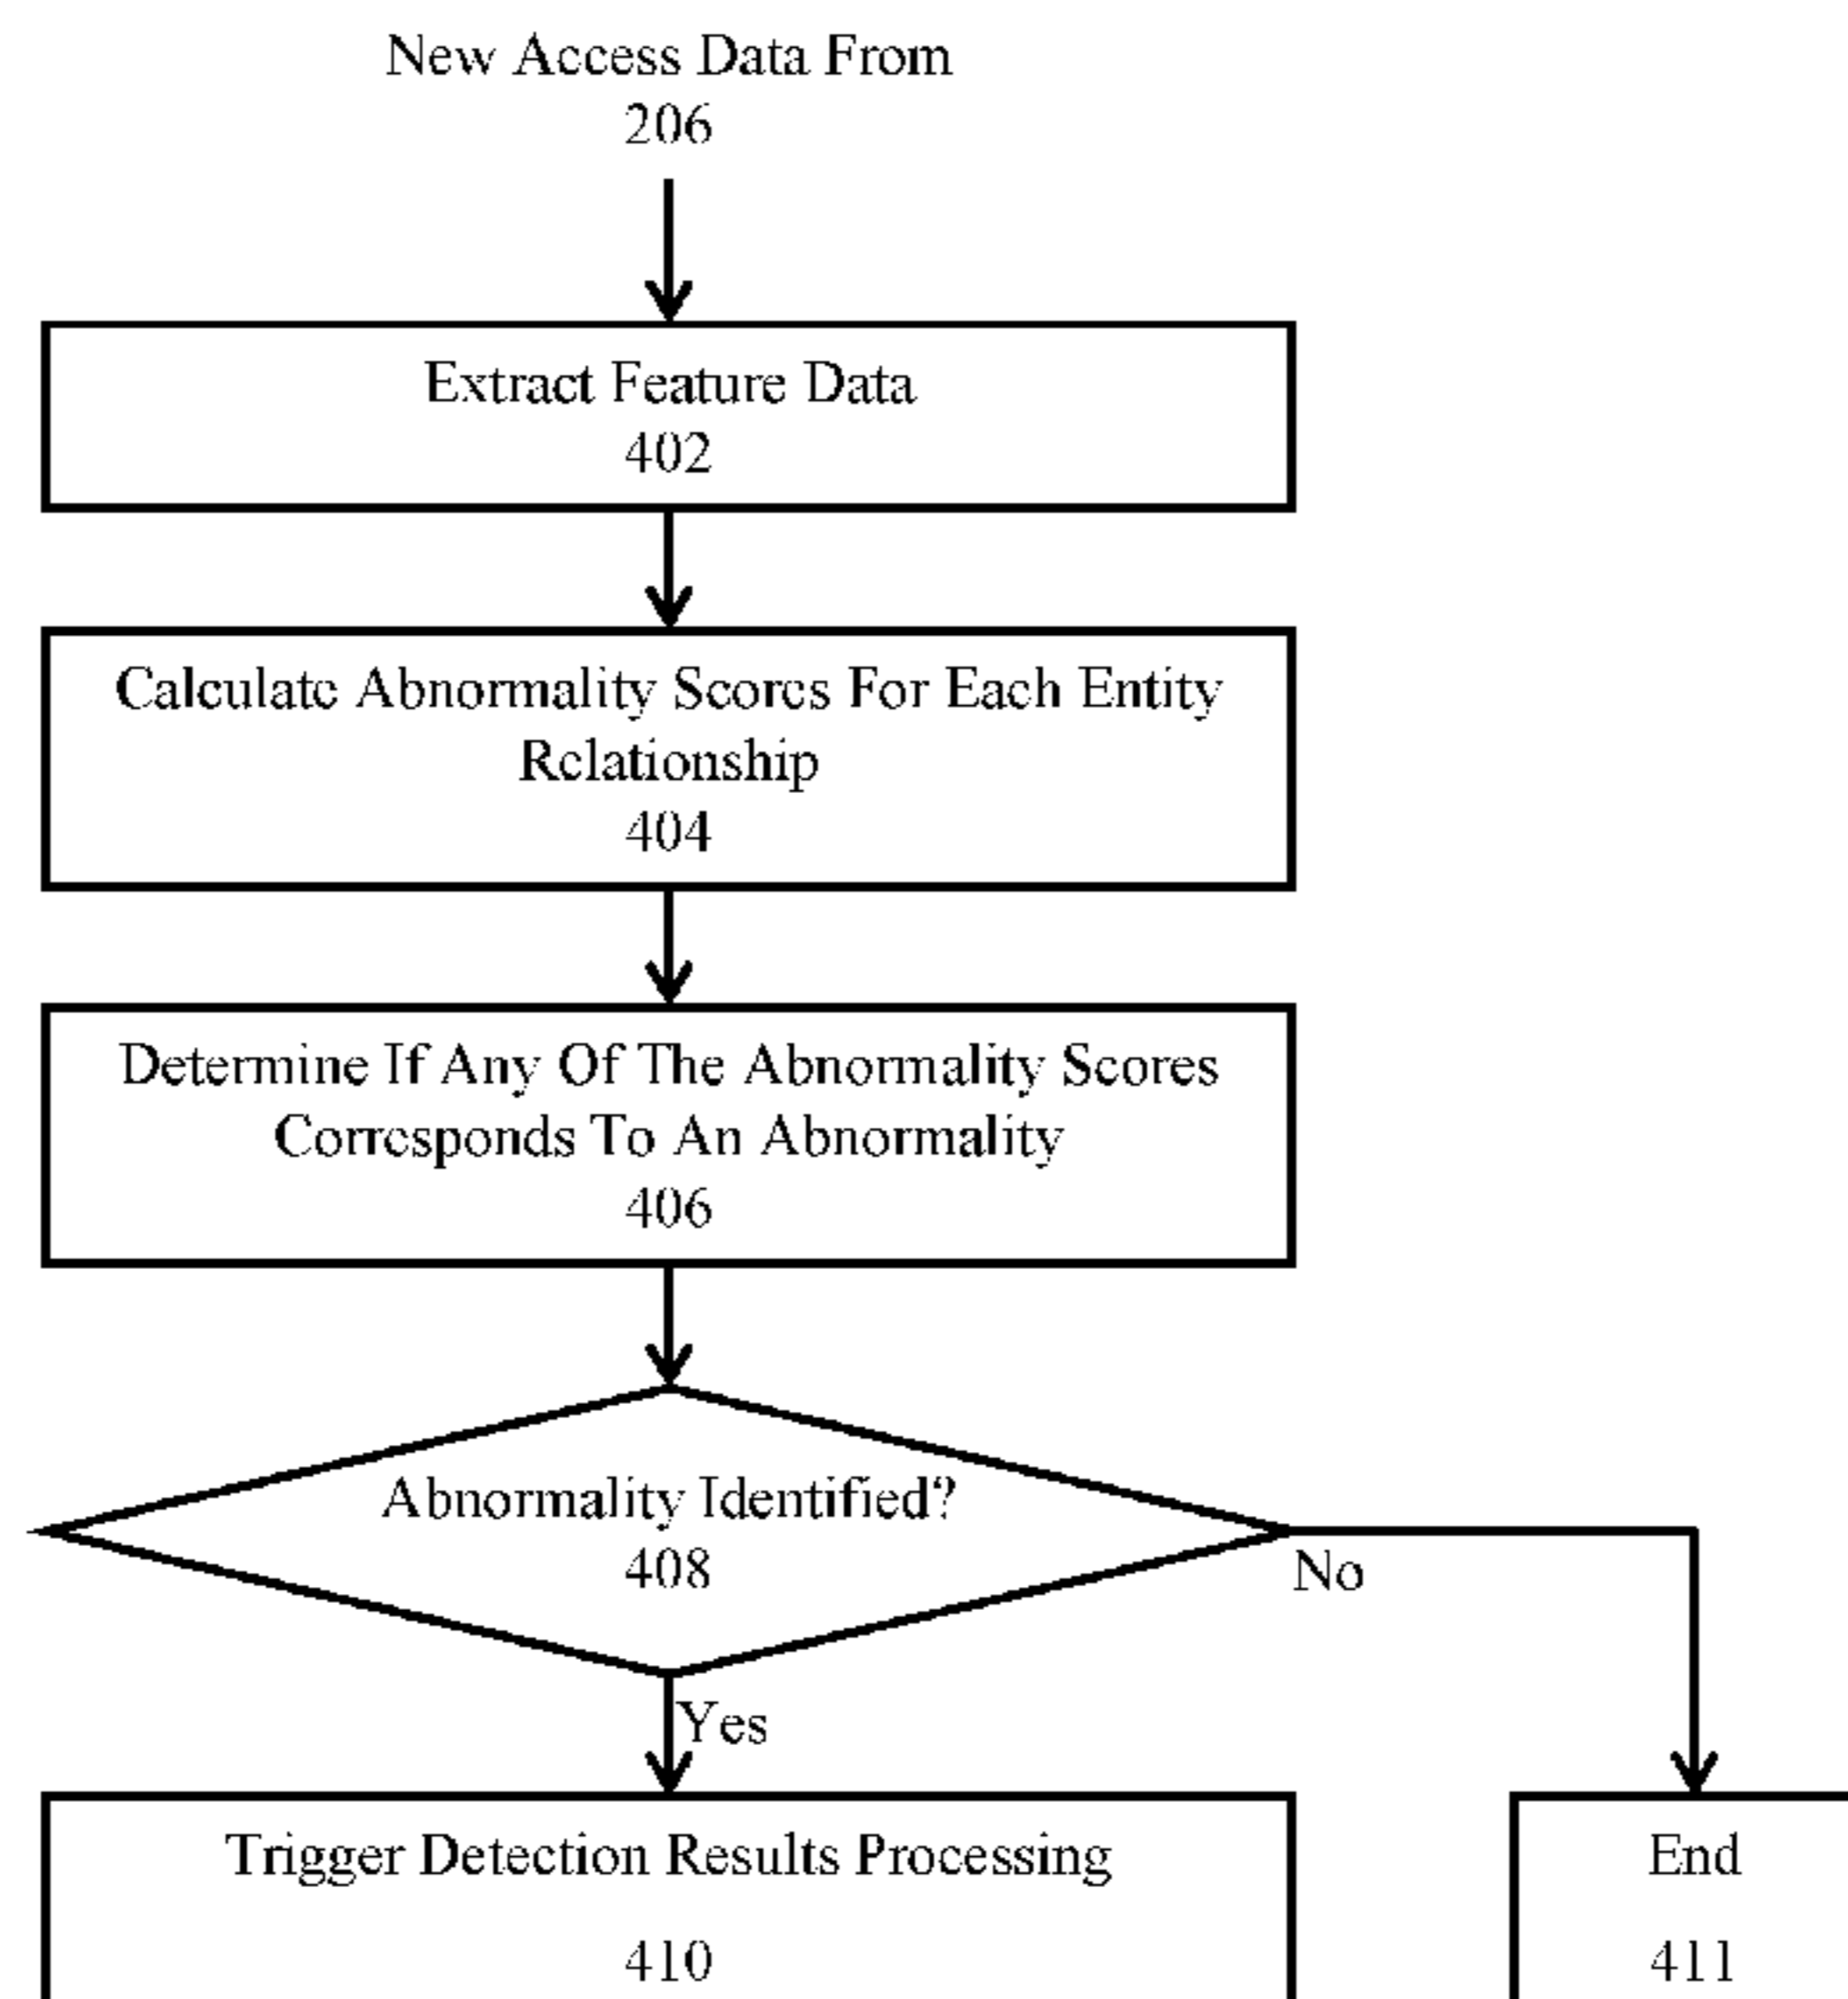 New Access Data From
206
Extract Feature Data
402
Calculate Abnormality Scores For Each Entity
Relationship
404
Determine If Any Of The Abnormality Scores
Corresponds To An Abnormality
406
Abnormality Identified?
408
No
Yes
Trigger Detection Results Processing
410
End
411